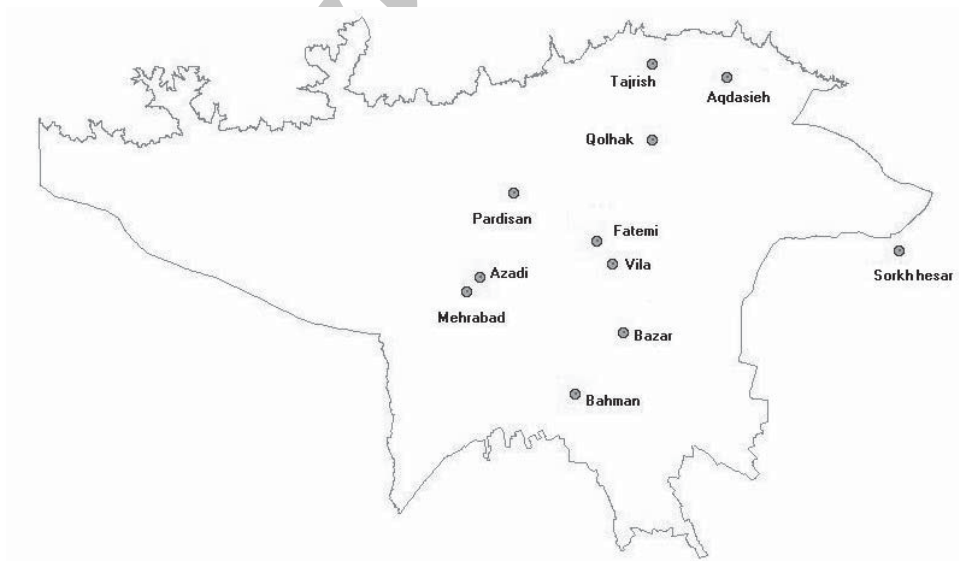 Tajrish
Aqdasieh
Qolhak
Pardisan
Fatemi
Vila
Sorkh hesar
Azadi
Mehrabad
Bazar
Bahman